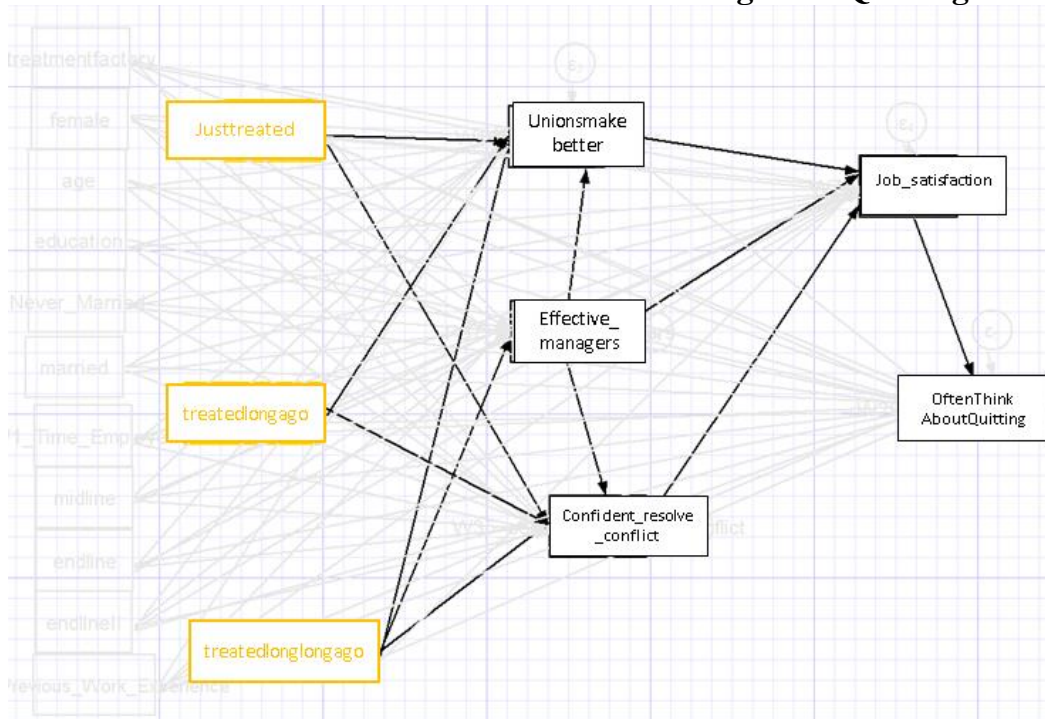 treatmentfactory
female
age
education
Never_Married
married
midline
endline
endlineII
Previous_Work_Experience
Justtreated
treatedlongago
treatedlonglongago
Unionsmake
better
Effective_
managers
Confident_resolve
_conflict
Job_satisfaction
OftenThink
AboutQuitting